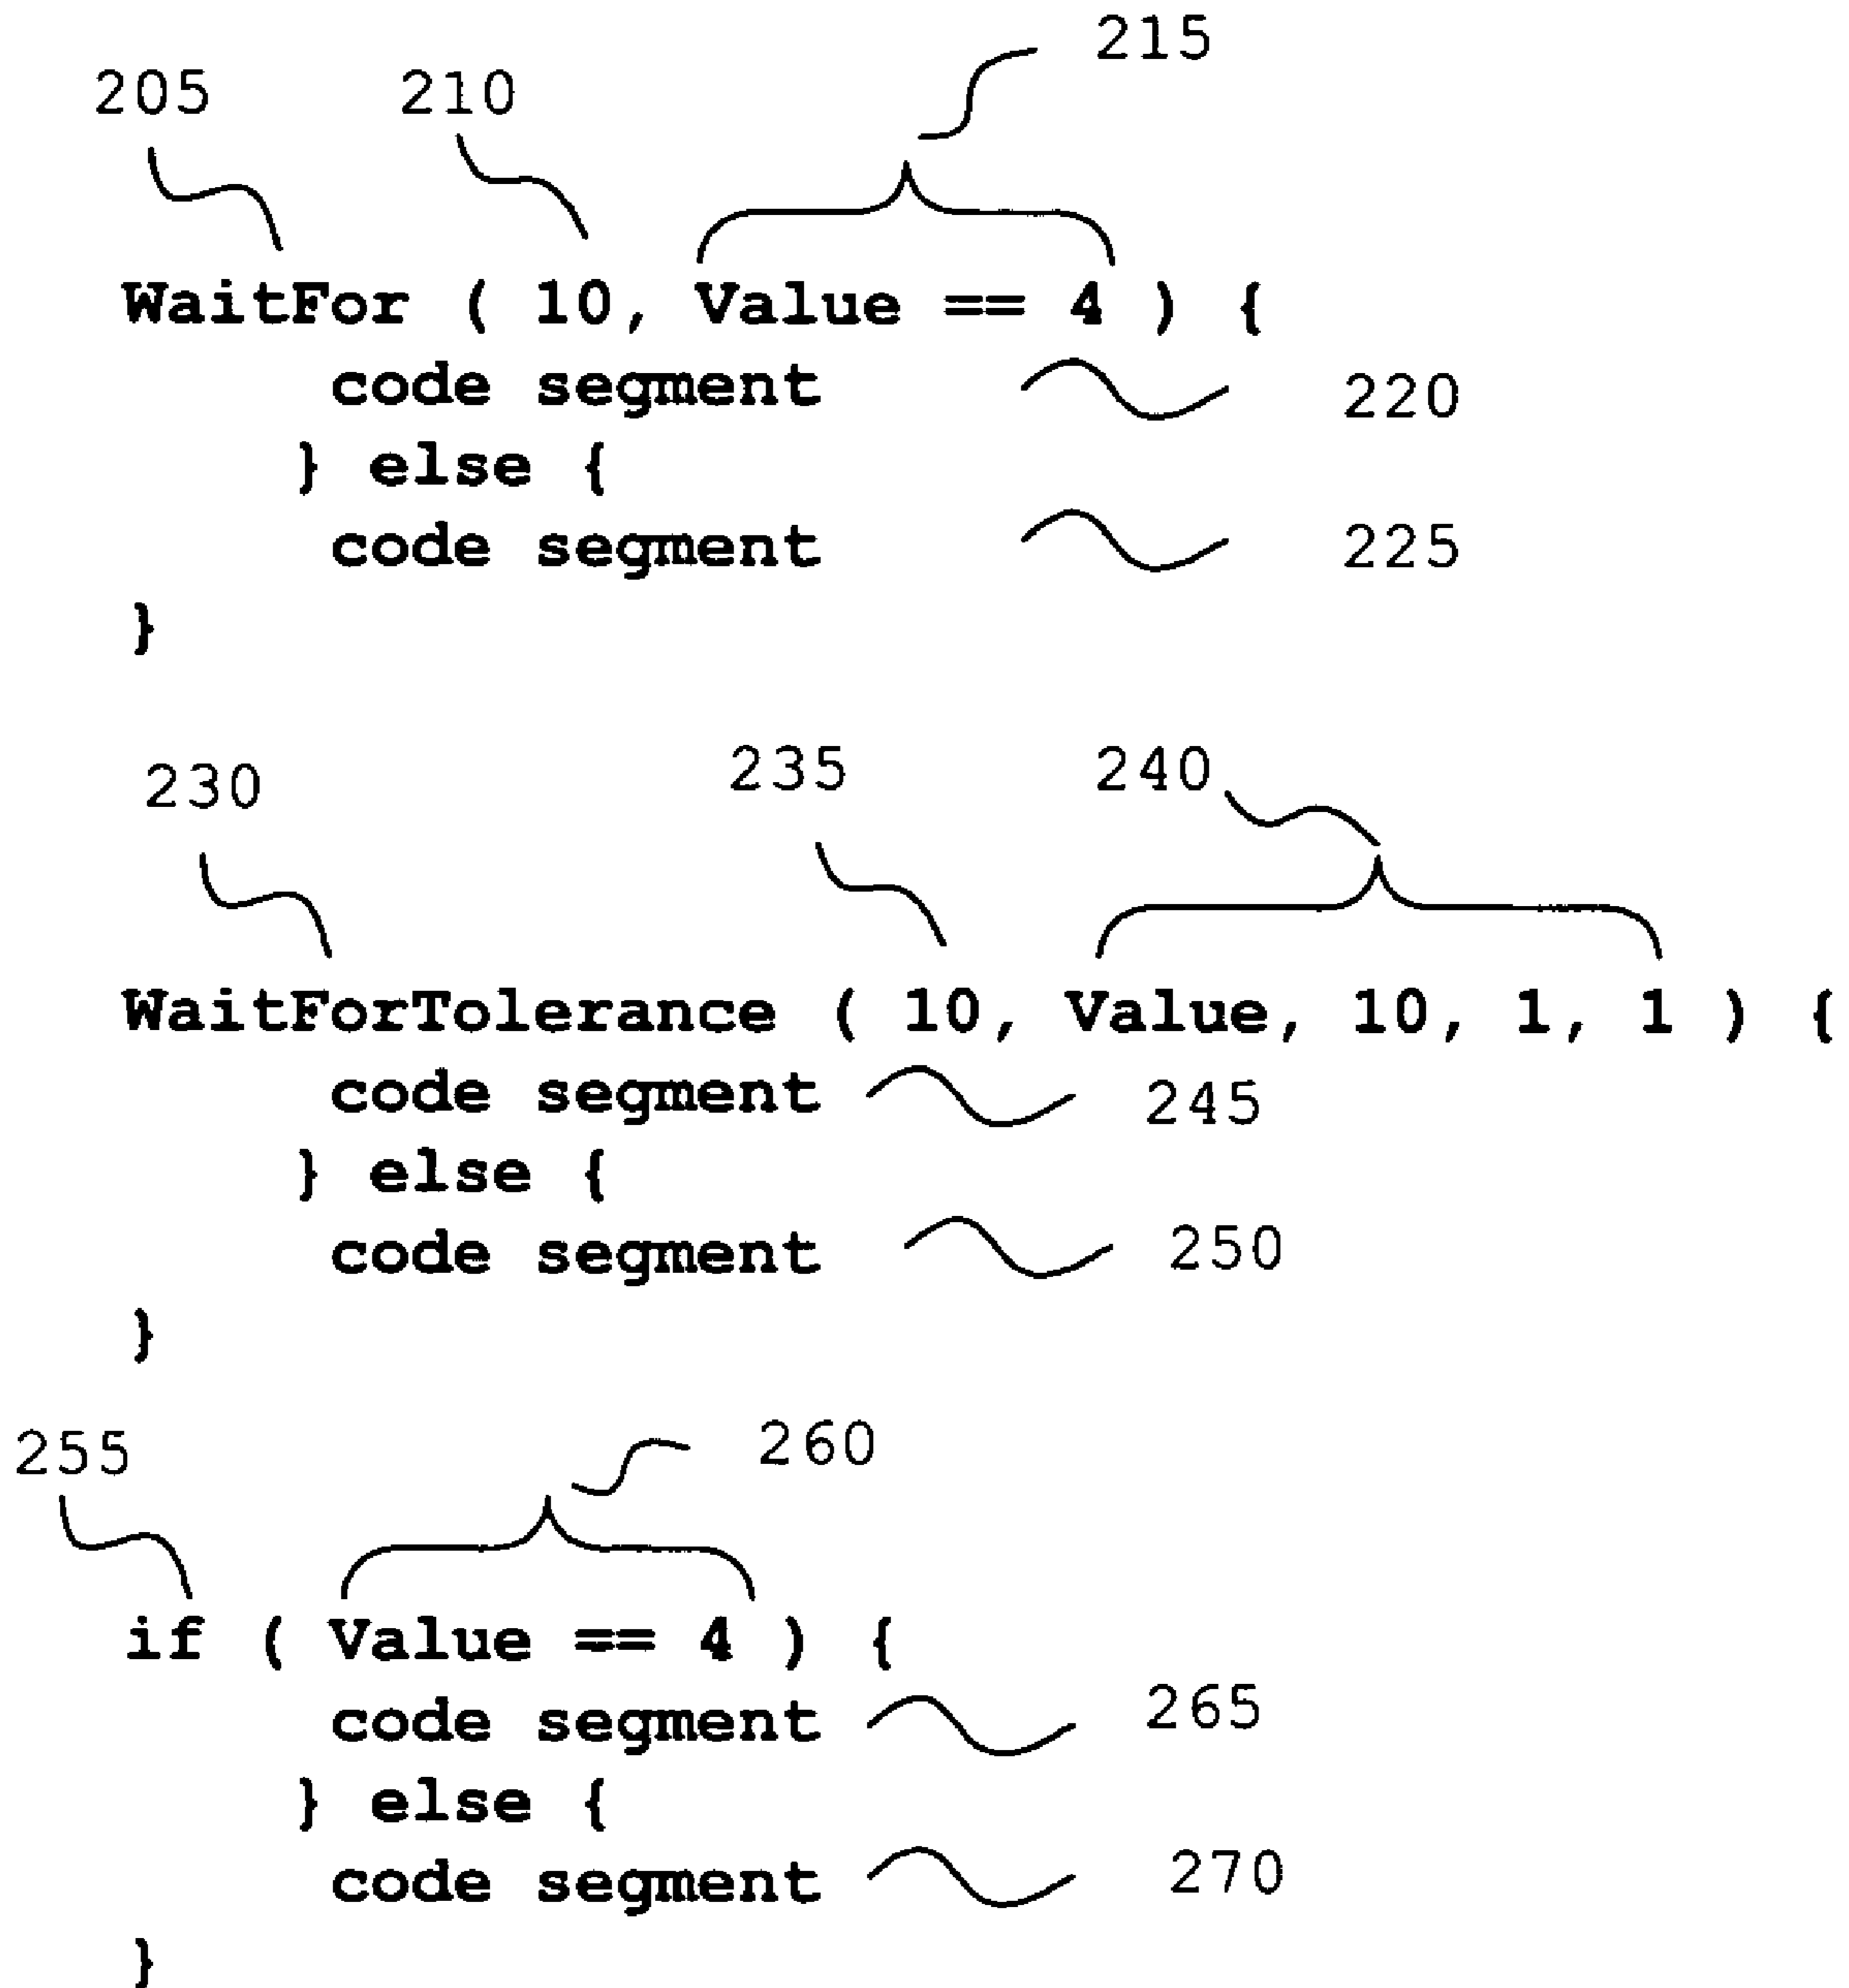 215
205 210
WaitFor ( 10, Value == 4 ) {
code segment 220
} else {
code segment 225
}
235 240
230
WaitForTolerance ( 10, Value, 10, 1, 1 ) {
code segment 245
} else {
code segment 250
}
255 260
if ( Value == 4 ) {
code segment 265
} else {
code segment 270
}